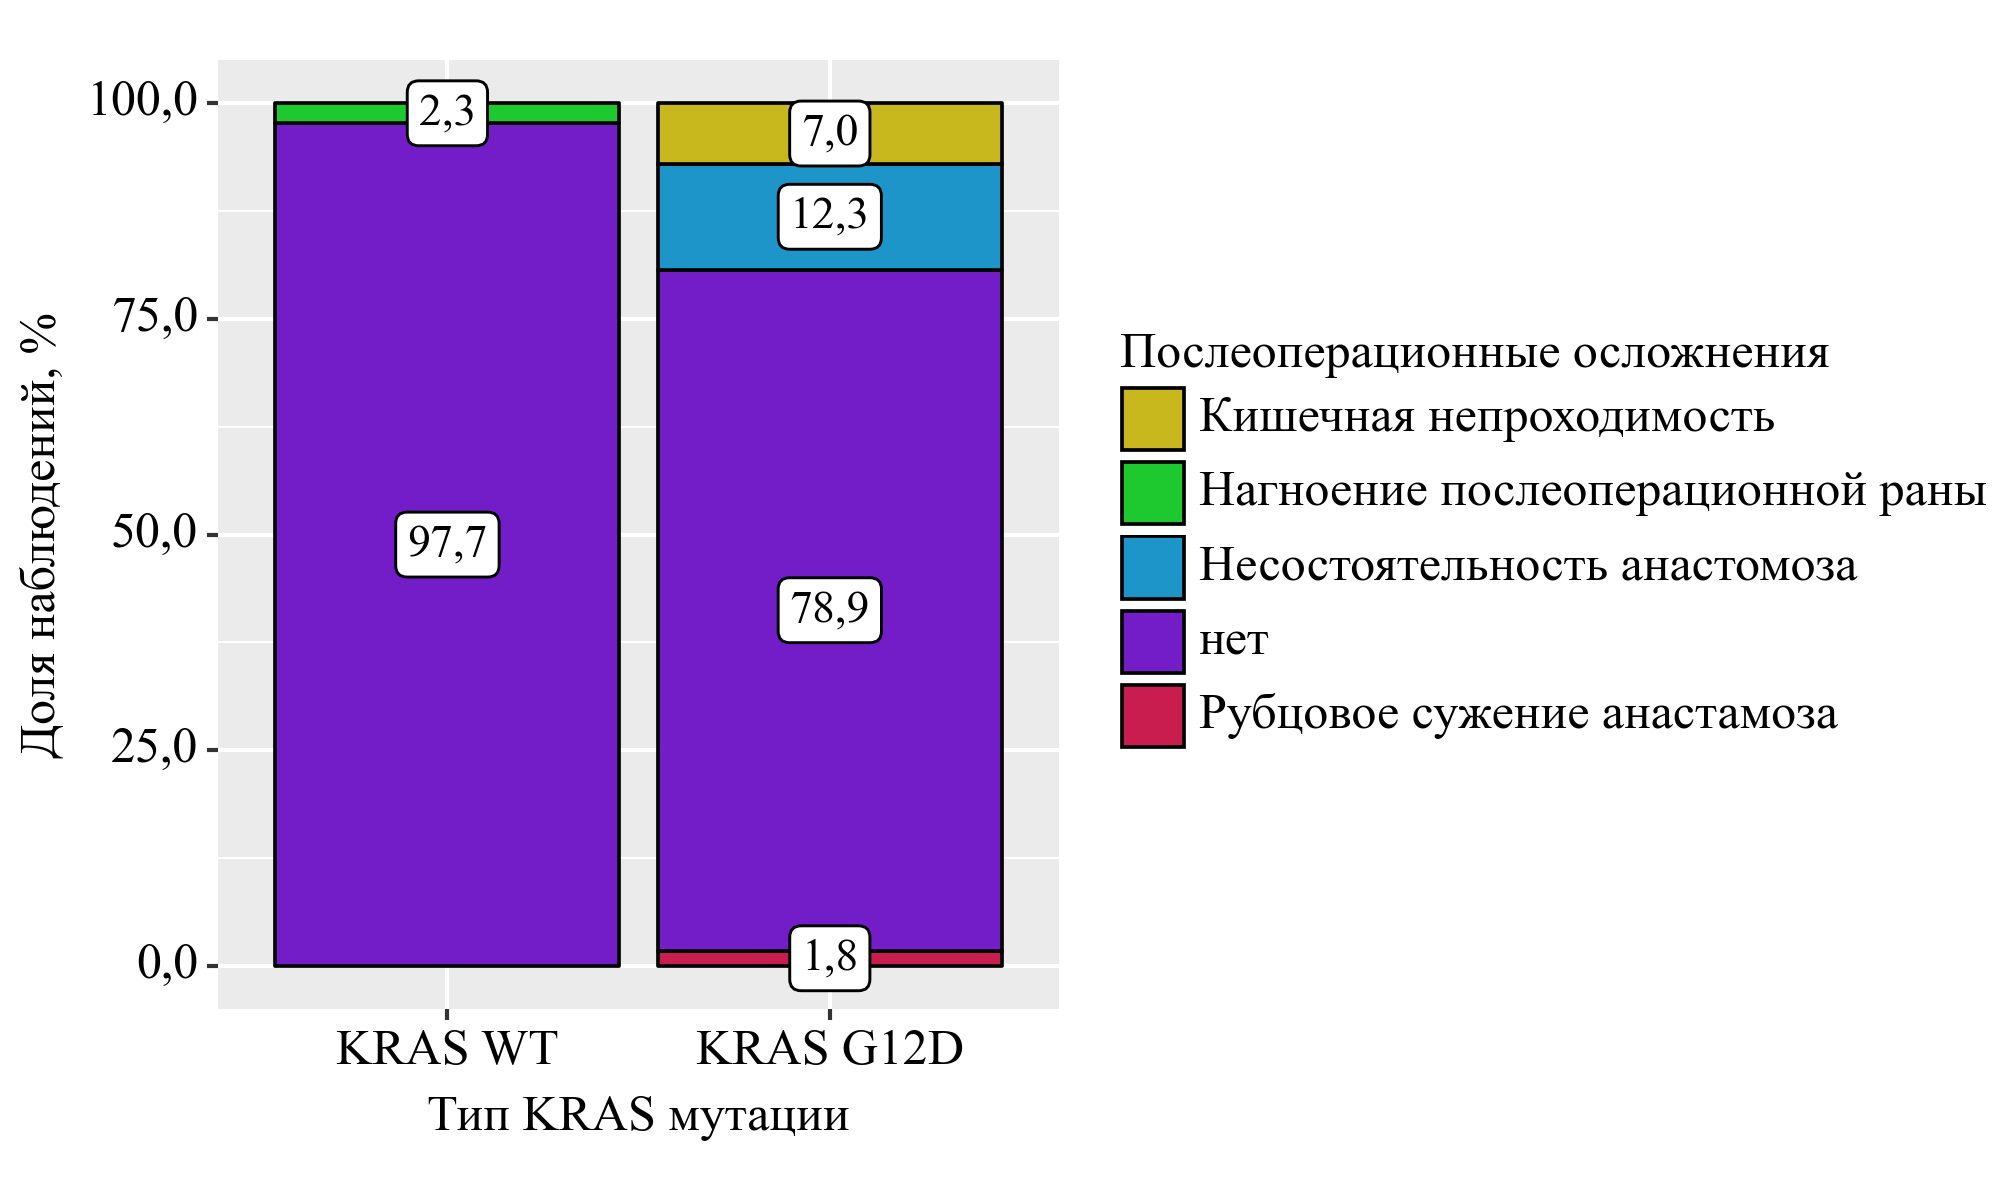 Доля наблюдений, %
100,0
75,0
50,0
25,0
0,0
2,3
97,7
7,0
12,3
78,9
1,8
KRAS WT
KRAS G12D
Тип KRAS мутации
Послеоперационные осложнения
Кишечная непроходимость
Нагноение послеоперационной раны
Несостоятельность анастомоза
нет
Рубцовое сужение анастамоза